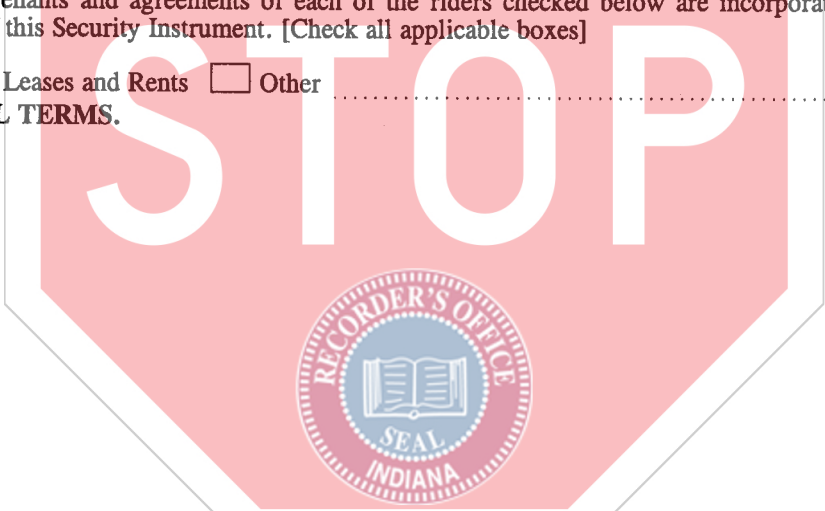 enants and agreements of each of the riders checked below are incorpora
this Security Instrument. [Check all applicable boxes]
Leases and Rents Other
TERMS.
STOP
RECORDER'S OFFICE
SEAL
INDIANA